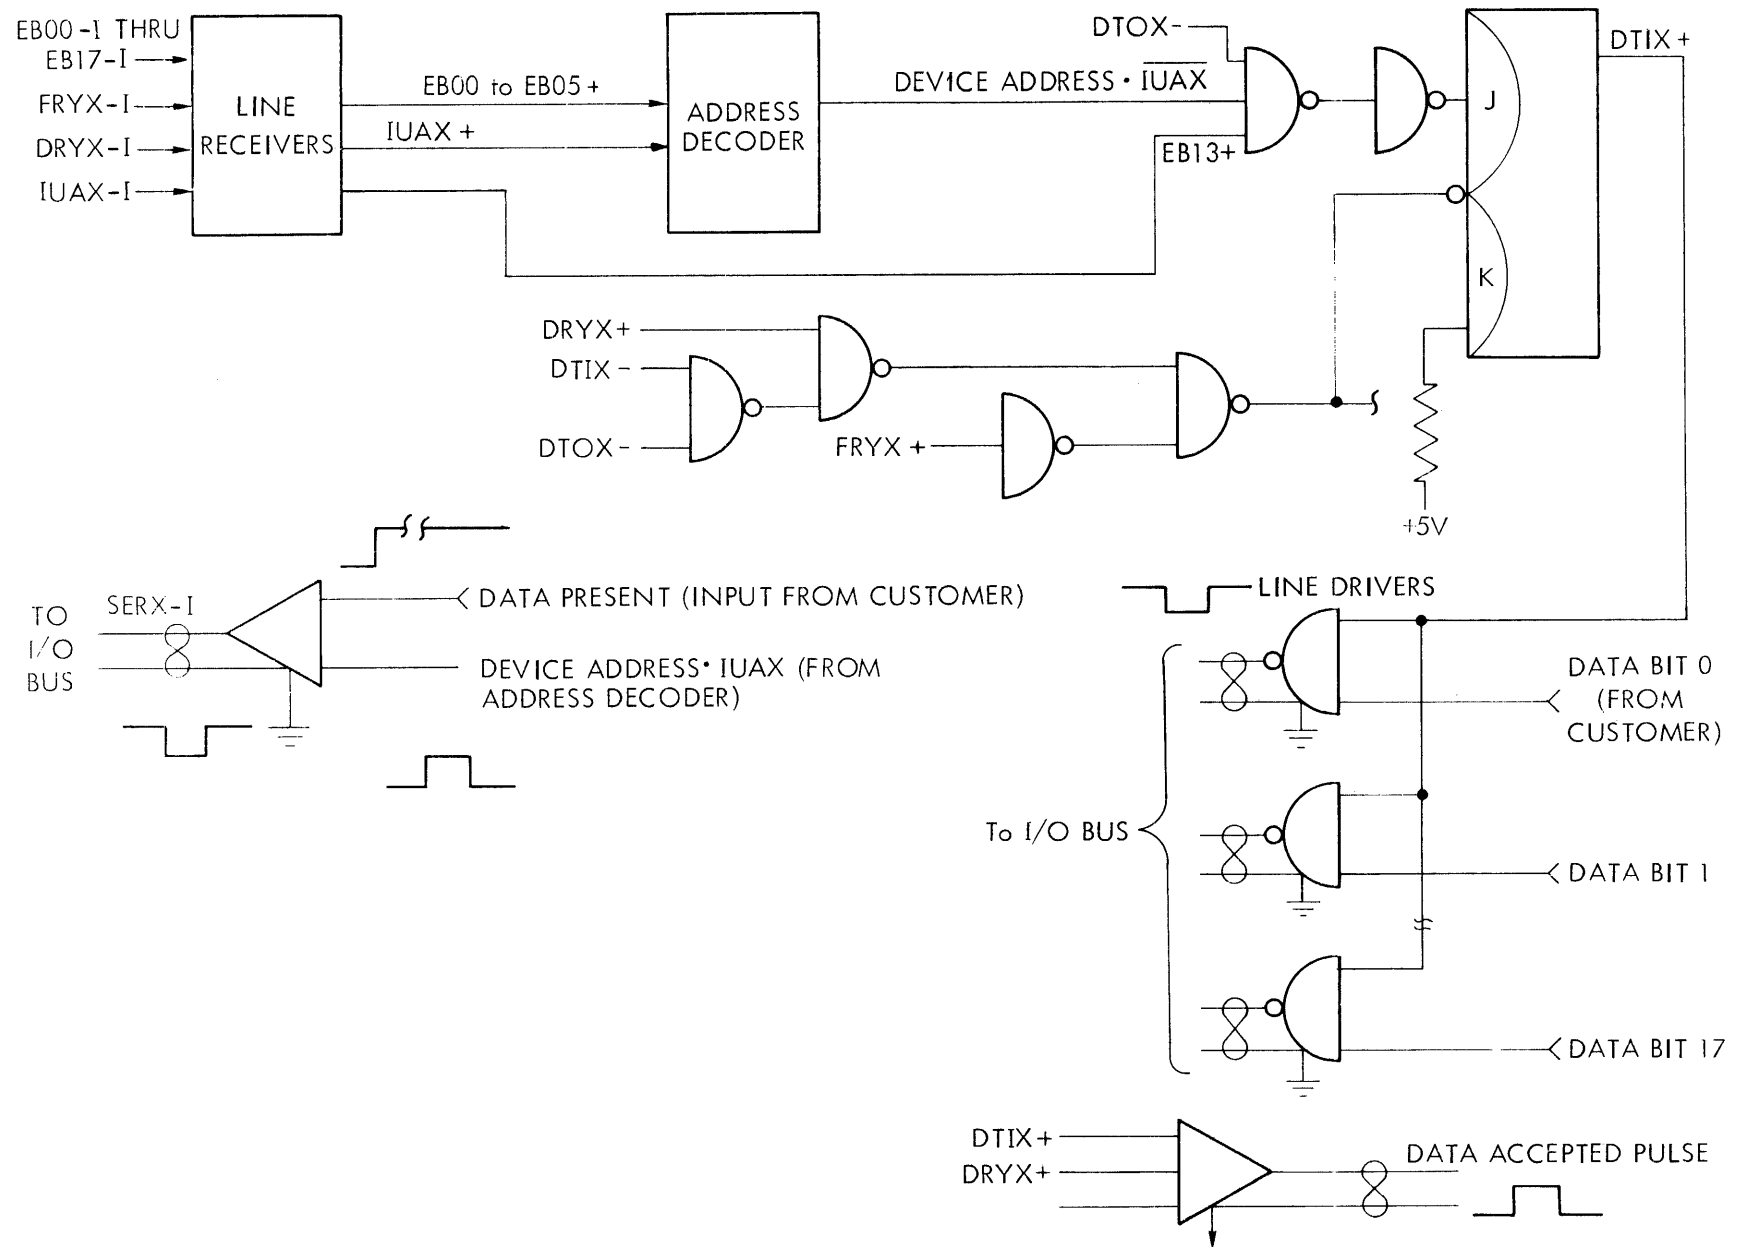 EB00-I THRU
EB17-I
FRYX-I
DRYX-I
IUAX-I
LINE
RECEIVERS
EB00 to EB05+
IUAX+
ADDRESS
DECODER
DTOX-
DEVICE ADDRESS · IUAX
EB13+
J
K
DTIX+
DRYX+
DTIX-
DTOX-
FRYX+
+5V
TO
I/O
BUS
SERX-I
DATA PRESENT (INPUT FROM CUSTOMER)
DEVICE ADDRESS· IUAX (FROM
ADDRESS DECODER)
LINE DRIVERS
DATA BIT 0
(FROM
CUSTOMER)
To I/O BUS
DATA BIT 1
DATA BIT 17
DTIX+
DRYX+
DATA ACCEPTED PULSE